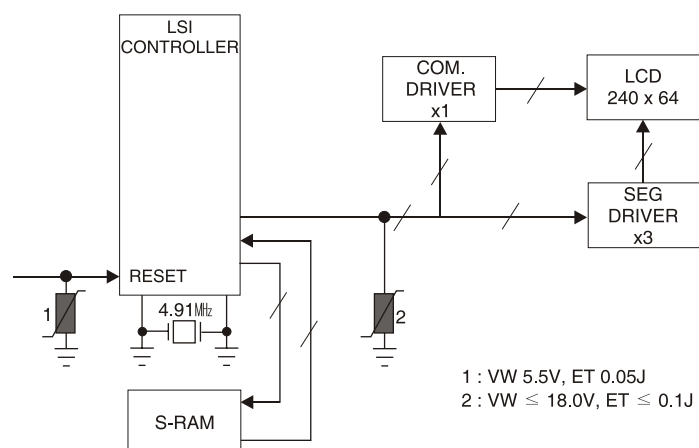 LSI
CONTROLLER
COM.
DRIVER
x1
LCD
240 x 64
SEG
DRIVER
x3
RESET
4.91MHz
1
2
S-RAM
1 : VW 5.5V, ET 0.05J
2 : VW ≤ 18.0V, ET ≤ 0.1J